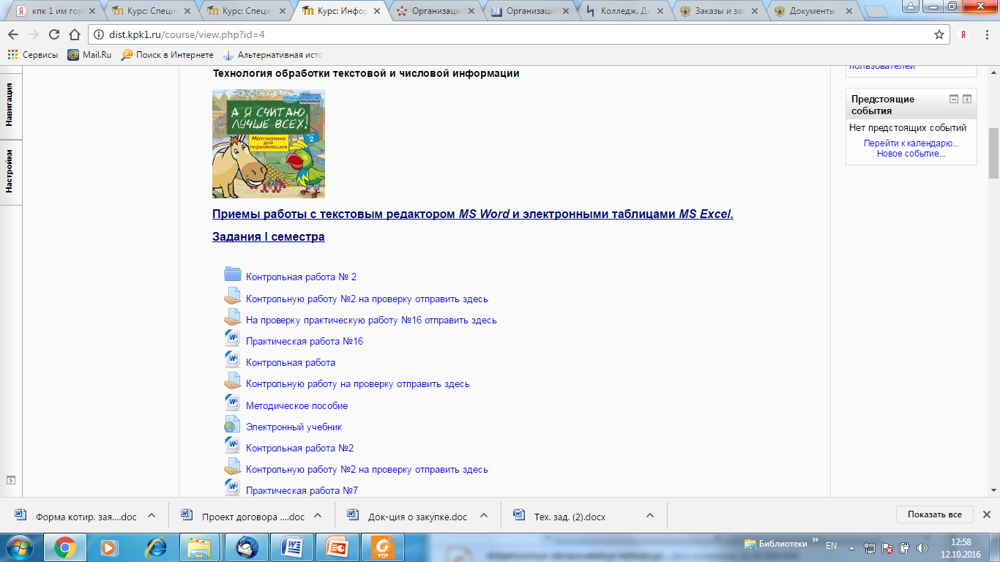 кпк 1 им гор
Курс: Специ
Курс: Специ
Курс: Инфор
Организаци
Организаци
Колледж. Ди
Заказы и за
Документы
dist.kpk1.ru/course/view.php?id=4
Я
Сервисы
Mail.Ru
Поиск в Интернете
Альтернативная исто
Навигация
Настройки
Технология обработки текстовой и числовой информации
А Я СЧИТАЮ
ЛУЧШЕ ВСЕХ!
Математика
для
первоклашек
2
Приемы работы с текстовым редактором MS Word и электронными таблицами MS Excel.
Задания I семестра
Контрольная работа № 2
Контрольную работу №2 на проверку отправить здесь
На проверку практическую работу №16 отправить здесь
Практическая работа №16
Контрольная работа
Контрольную работу на проверку отправить здесь
Методическое пособие
Электронный учебник
Контрольная работа №2
Контрольную работу №2 на проверку отправить здесь
Практическая работа №7
пользователей
Предстоящие
события
Нет предстоящих событий
Перейти к календарю...
Новое событие...
Форма котир. зая....doc
Проект договора ....doc
Док-ция о закупке.doc
Тех. зад. (2).docx
Показать все
PDF
Библиотеки
EN
12:58
12.10.2016